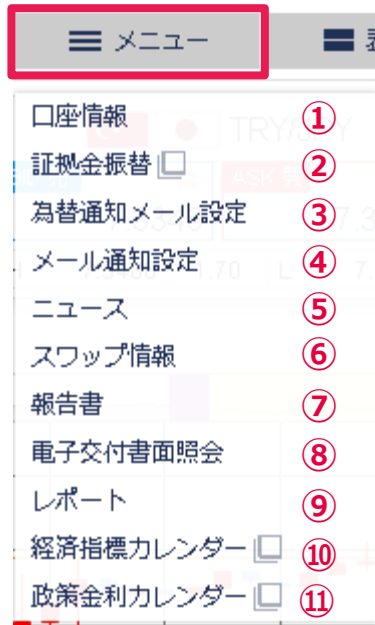 メニュー
口座情報 ①
証拠金振替 ②
為替通知メール設定 ③
メール通知設定 ④
ニュース ⑤
スワップ情報 ⑥
報告書 ⑦
電子交付書面照会 ⑧
レポート ⑨
経済指標カレンダー ⑩
政策金利カレンダー ⑪